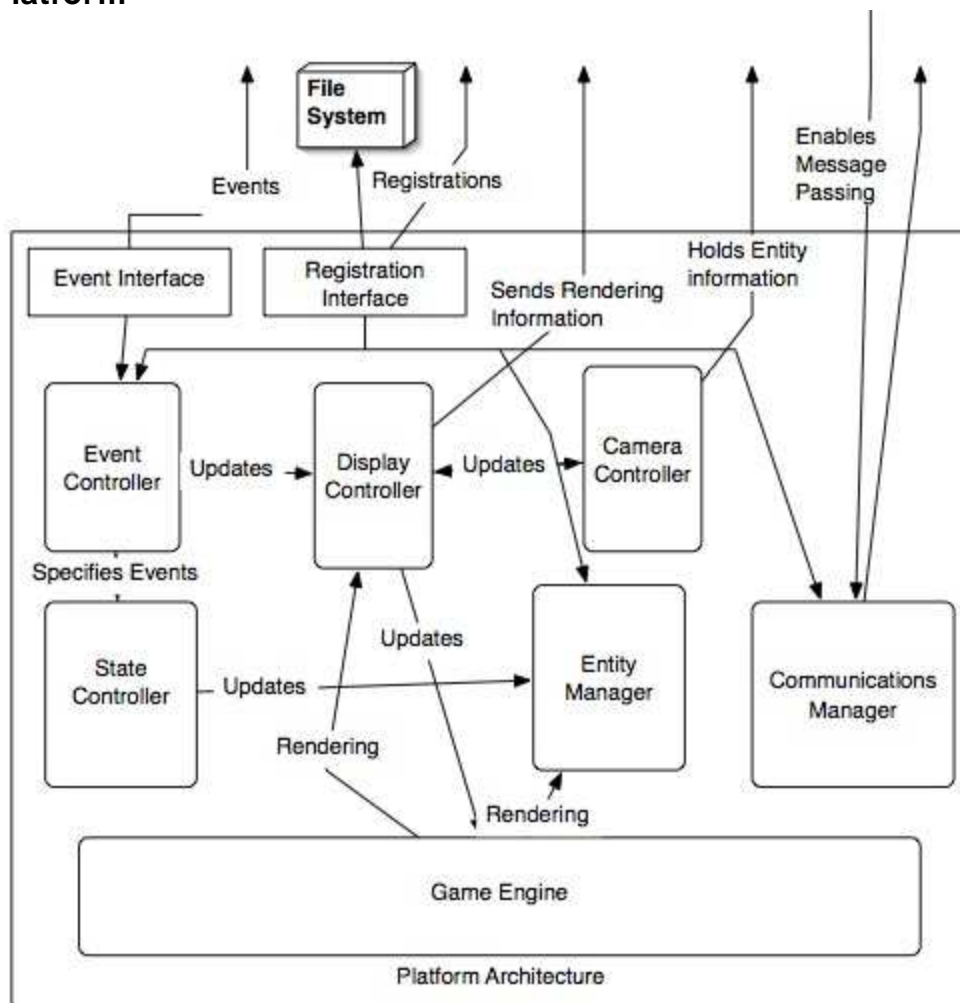 File
System
Enables
Message
Passing
Events
Registrations
Event Interface
Registration
Interface
Sends Rendering
Information
Holds Entity
information
Event
Controller
Updates
Display
Controller
Updates
Camera
Controller
Specifies Events
State
Controller
Updates
Updates
Entity
Manager
Communications
Manager
Rendering
Rendering
Game Engine
Platform Architecture